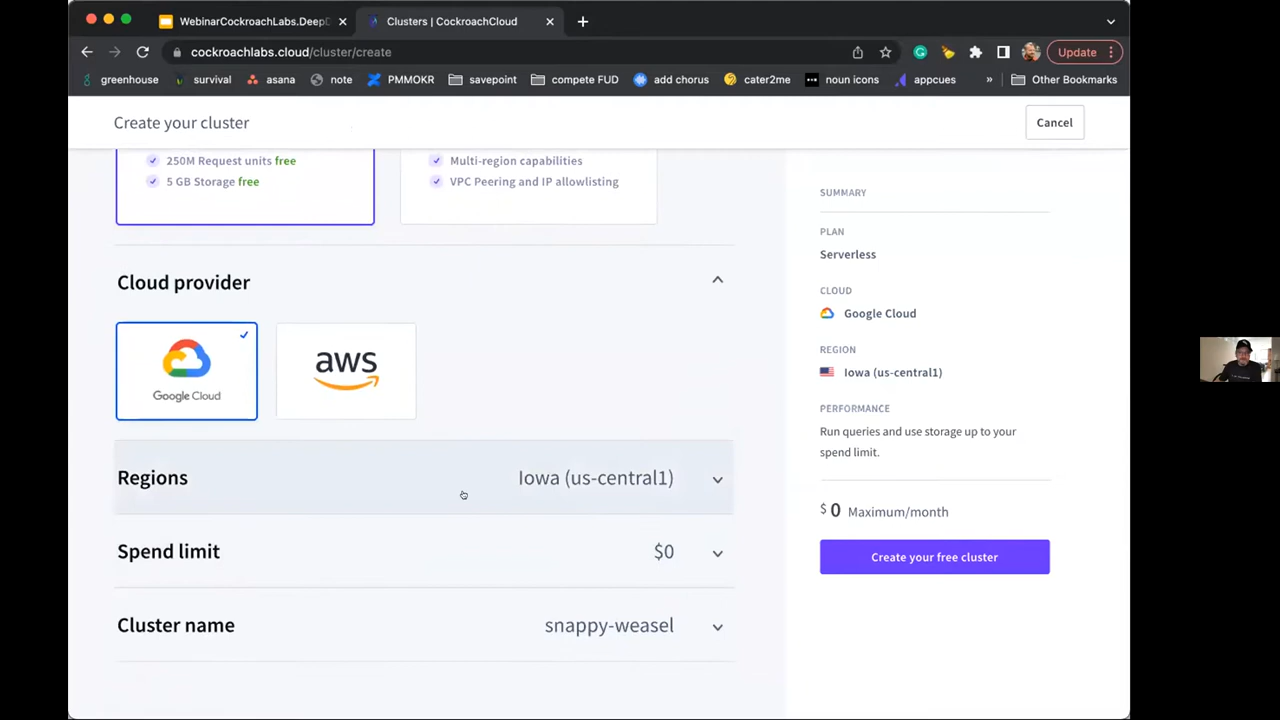 WebinarCockroachLabs.DeepD
Clusters | CockroachCloud
cockroachlabs.cloud/cluster/create
Update
greenhouse
survival
asana
note
PMMOKR
savepoint
compete FUD
add chorus
cater2me
noun icons
appcues
»
Other Bookmarks
Create your cluster
Cancel
250M Request units free
5 GB Storage free
Multi-region capabilities
VPC Peering and IP allowlisting
Cloud provider
Google Cloud
aws
Regions
Iowa (us-central1)
Spend limit
$0
Cluster name
snappy-weasel
SUMMARY
PLAN
Serverless
CLOUD
Google Cloud
REGION
Iowa (us-central1)
PERFORMANCE
Run queries and use storage up to your
spend limit.
$ 0 Maximum/month
Create your free cluster